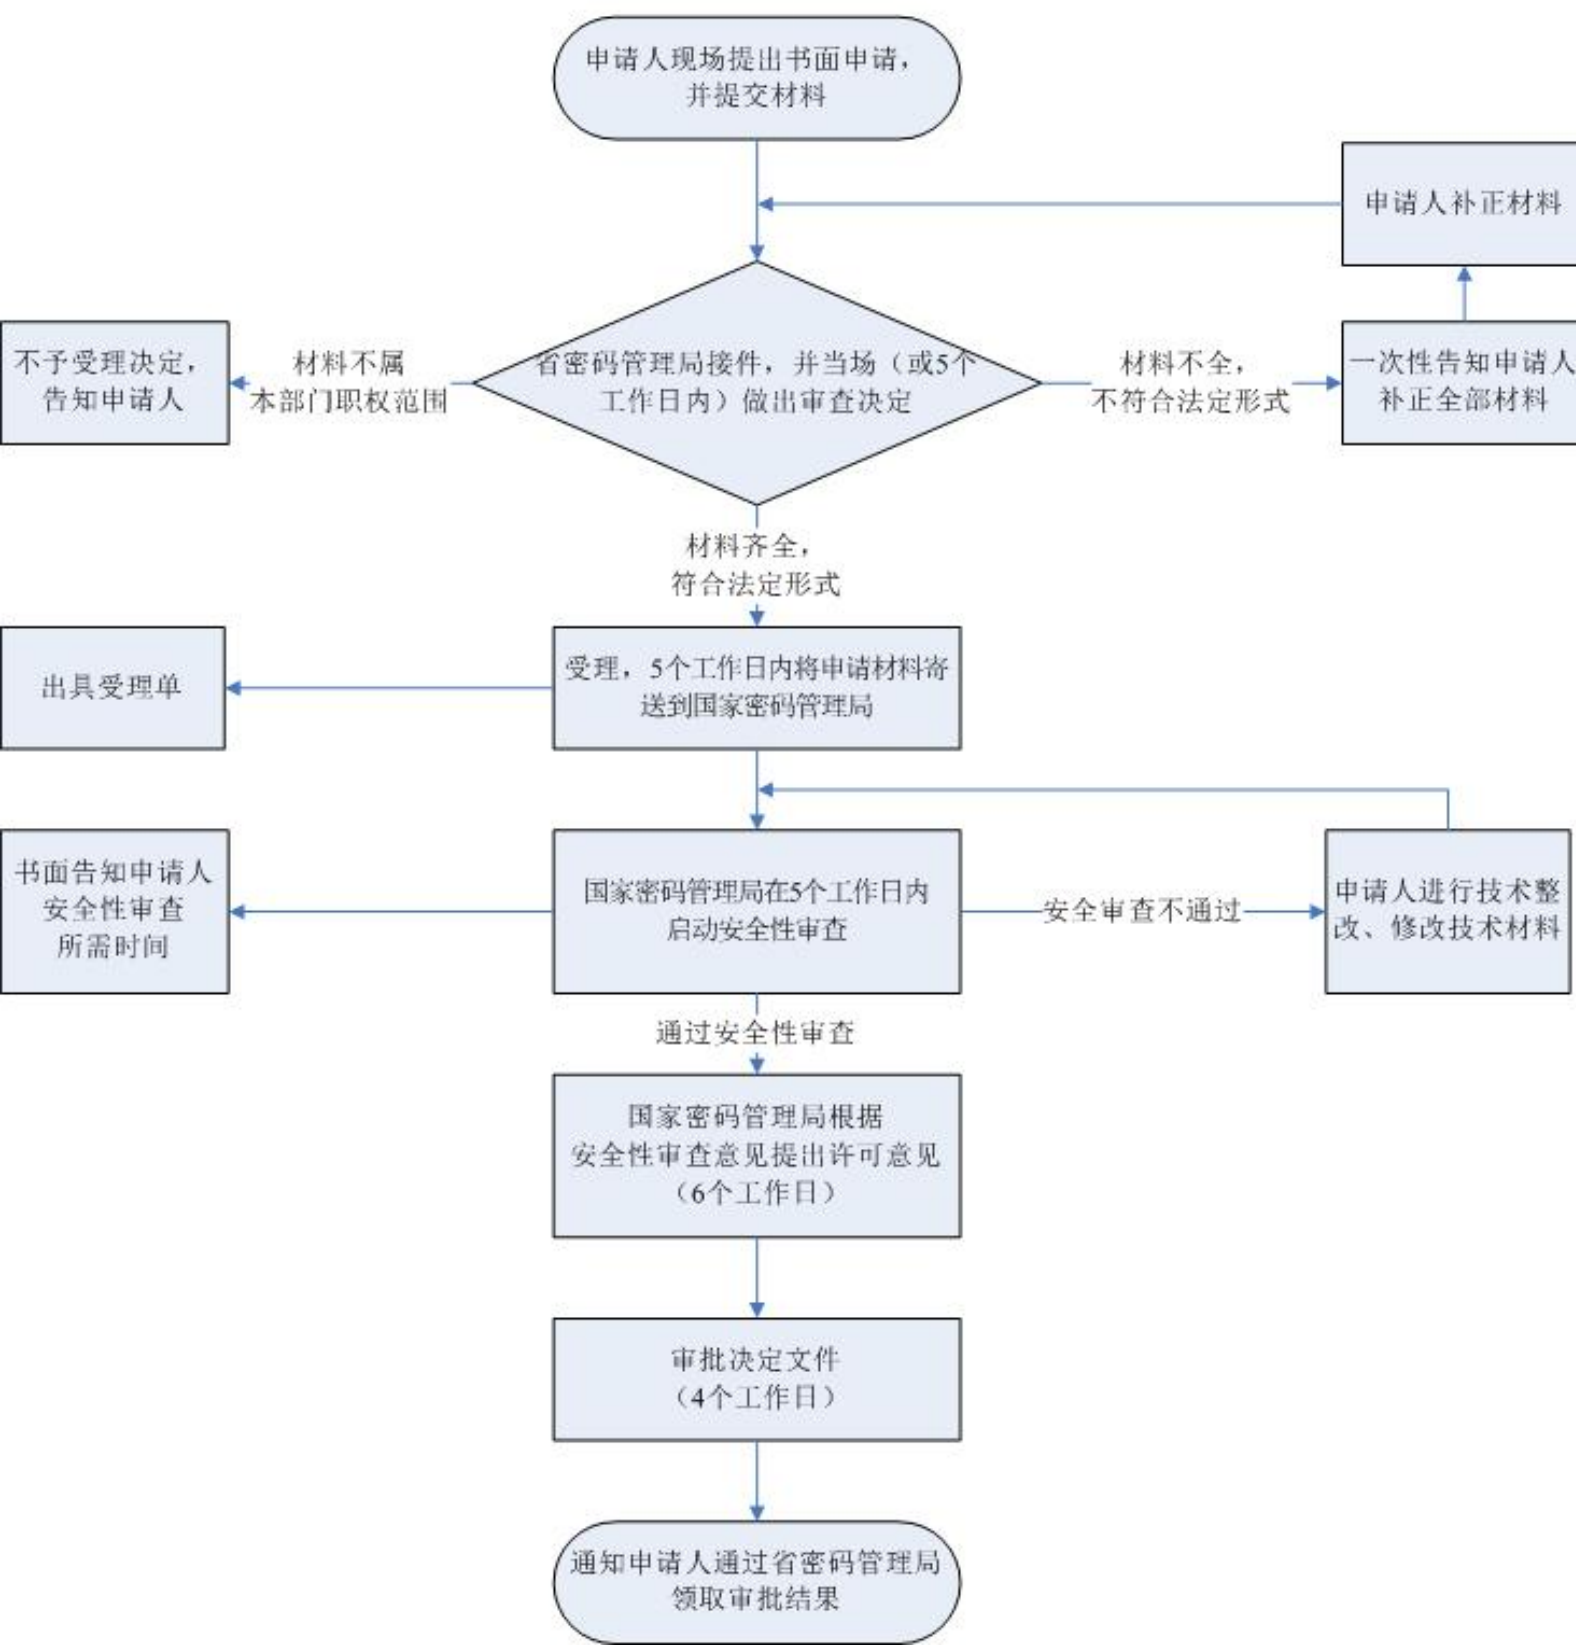 申请人现场提出书面申请，
并提交材料
申请人补正材料
不予受理决定，
告知申请人
材料不属
本部门职权范围
省密码管理局接件，并当场（或5个
工作日内）做出审查决定
材料不全，
不符合法定形式
一次性告知申请人
补正全部材料
材料齐全，
符合法定形式
出具受理单
受理，5个工作日内将申请材料寄
送到国家密码管理局
书面告知申请人
安全性审查
所需时间
国家密码管理局在5个工作日内
启动安全性审查
安全审查不通过
申请人进行技术整
改、修改技术材料
通过安全性审查
国家密码管理局根据
安全性审查意见提出许可意见
（6个工作日）
审批决定文件
（4个工作日）
通知申请人通过省密码管理局
领取审批结果